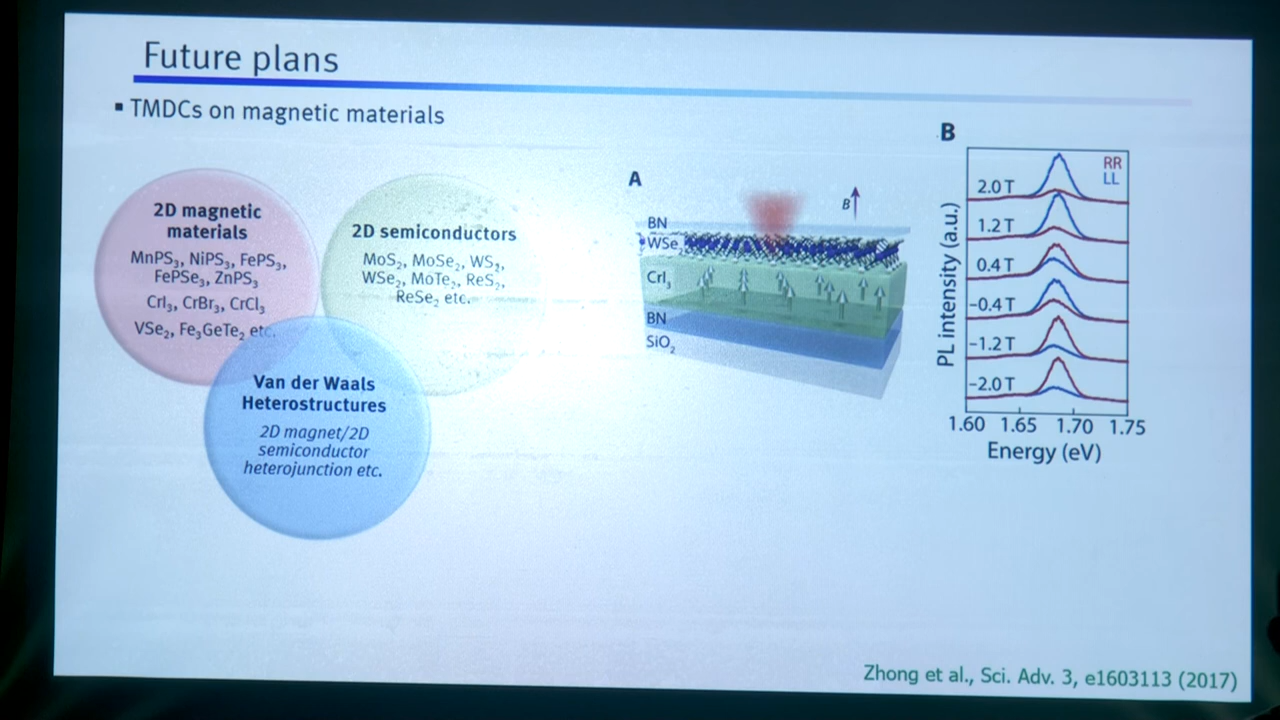 Future plans
▪ TMDCs on magnetic materials
2D magnetic
materials
MnPS₃, NiPS₃, FePS₃,
FePSe₃, ZnPS₃
CrI₃, CrBr₃, CrCl₃
VSe₂, Fe₃GeTe₂ etc.
2D semiconductors
MoS₂, MoSe₂, WS₂,
WSe₂, MoTe₂, ReS₂,
ReSe₂ etc.
Van der Waals
Heterostructures
2D magnet/2D
semiconductor
heterojunction etc.
A
B
BN
WSe₂
CrI₃
BN
SiO₂
B
PL intensity (a.u.)
RR
LL
2.0 T
1.2 T
0.4 T
−0.4 T
−1.2 T
−2.0 T
1.60 1.65 1.70 1.75
Energy (eV)
Zhong et al., Sci. Adv. 3, e1603113 (2017)